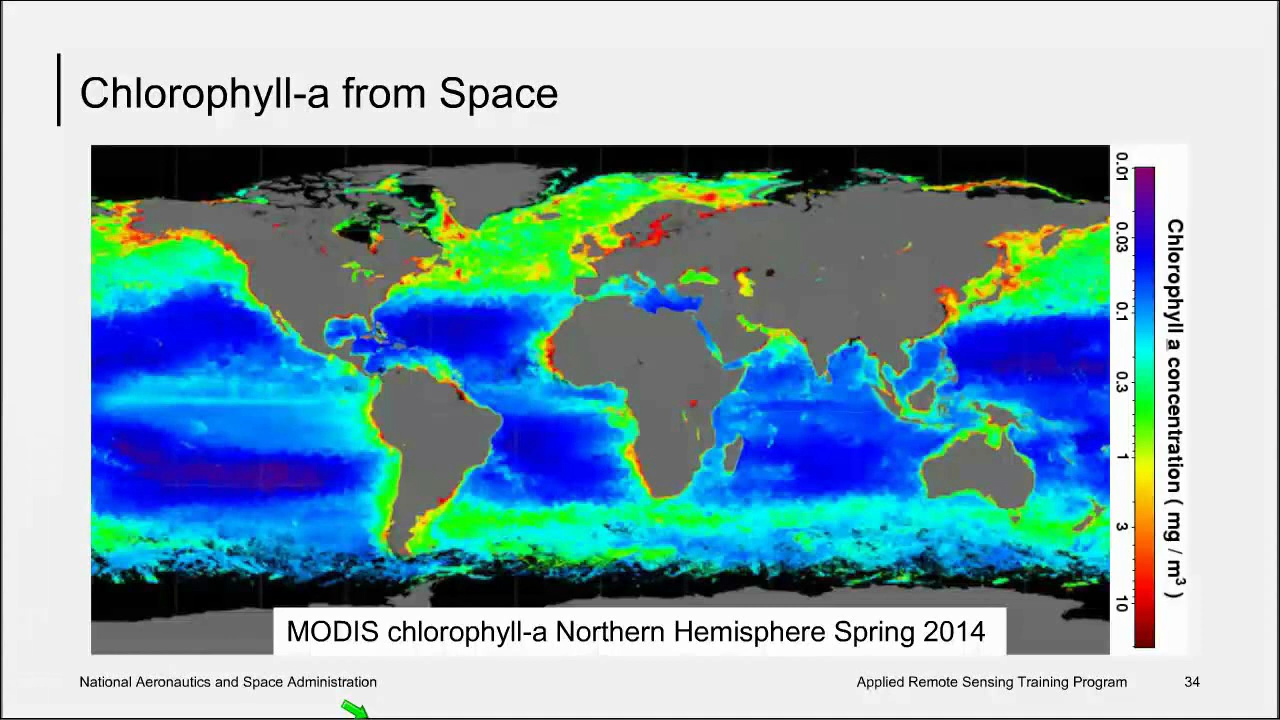 Chlorophyll-a from Space
0.01
0.03
0.1
0.3
1
3
10
Chlorophyll a concentration ( mg / m³ )
MODIS chlorophyll-a Northern Hemisphere Spring 2014
National Aeronautics and Space Administration
Applied Remote Sensing Training Program
34